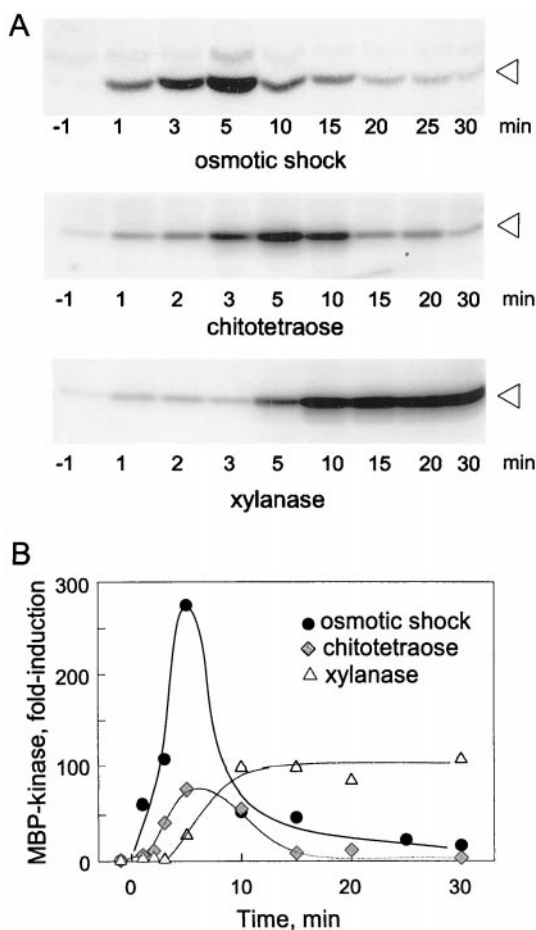 A
-1 1 3 5 10 15 20 25 30 min
osmotic shock
-1 1 2 3 5 10 15 20 30 min
chitotetraose
-1 1 2 3 5 10 15 20 30 min
xylanase
B
300
200
100
0
MBP-kinase, fold-induction
osmotic shock
chitotetraose
xylanase
0 10 20 30
Time, min